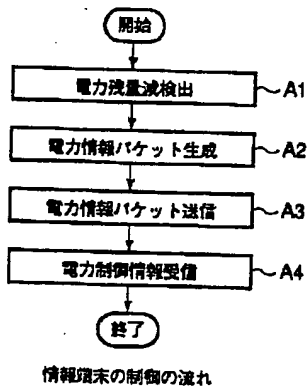 開始
電力残量減検出
A1
電力情報パケット生成
A2
電力情報パケット送信
A3
電力制御情報受信
A4
終了
情報端末の制御の流れ